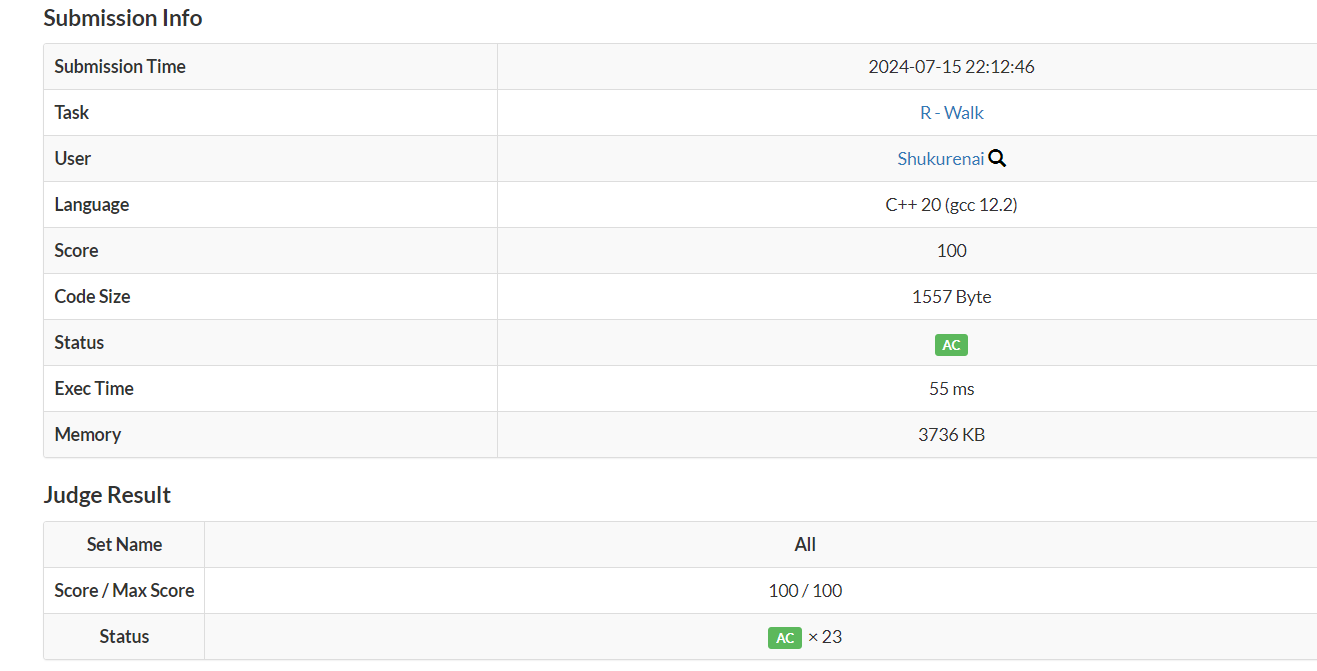 Submission Info
Submission Time 2024-07-15 22:12:46
Task R - Walk
User Shukurenai
Language C++ 20 (gcc 12.2)
Score 100
Code Size 1557 Byte
Status AC
Exec Time 55 ms
Memory 3736 KB
Judge Result
Set Name All
Score / Max Score 100 / 100
Status AC × 23